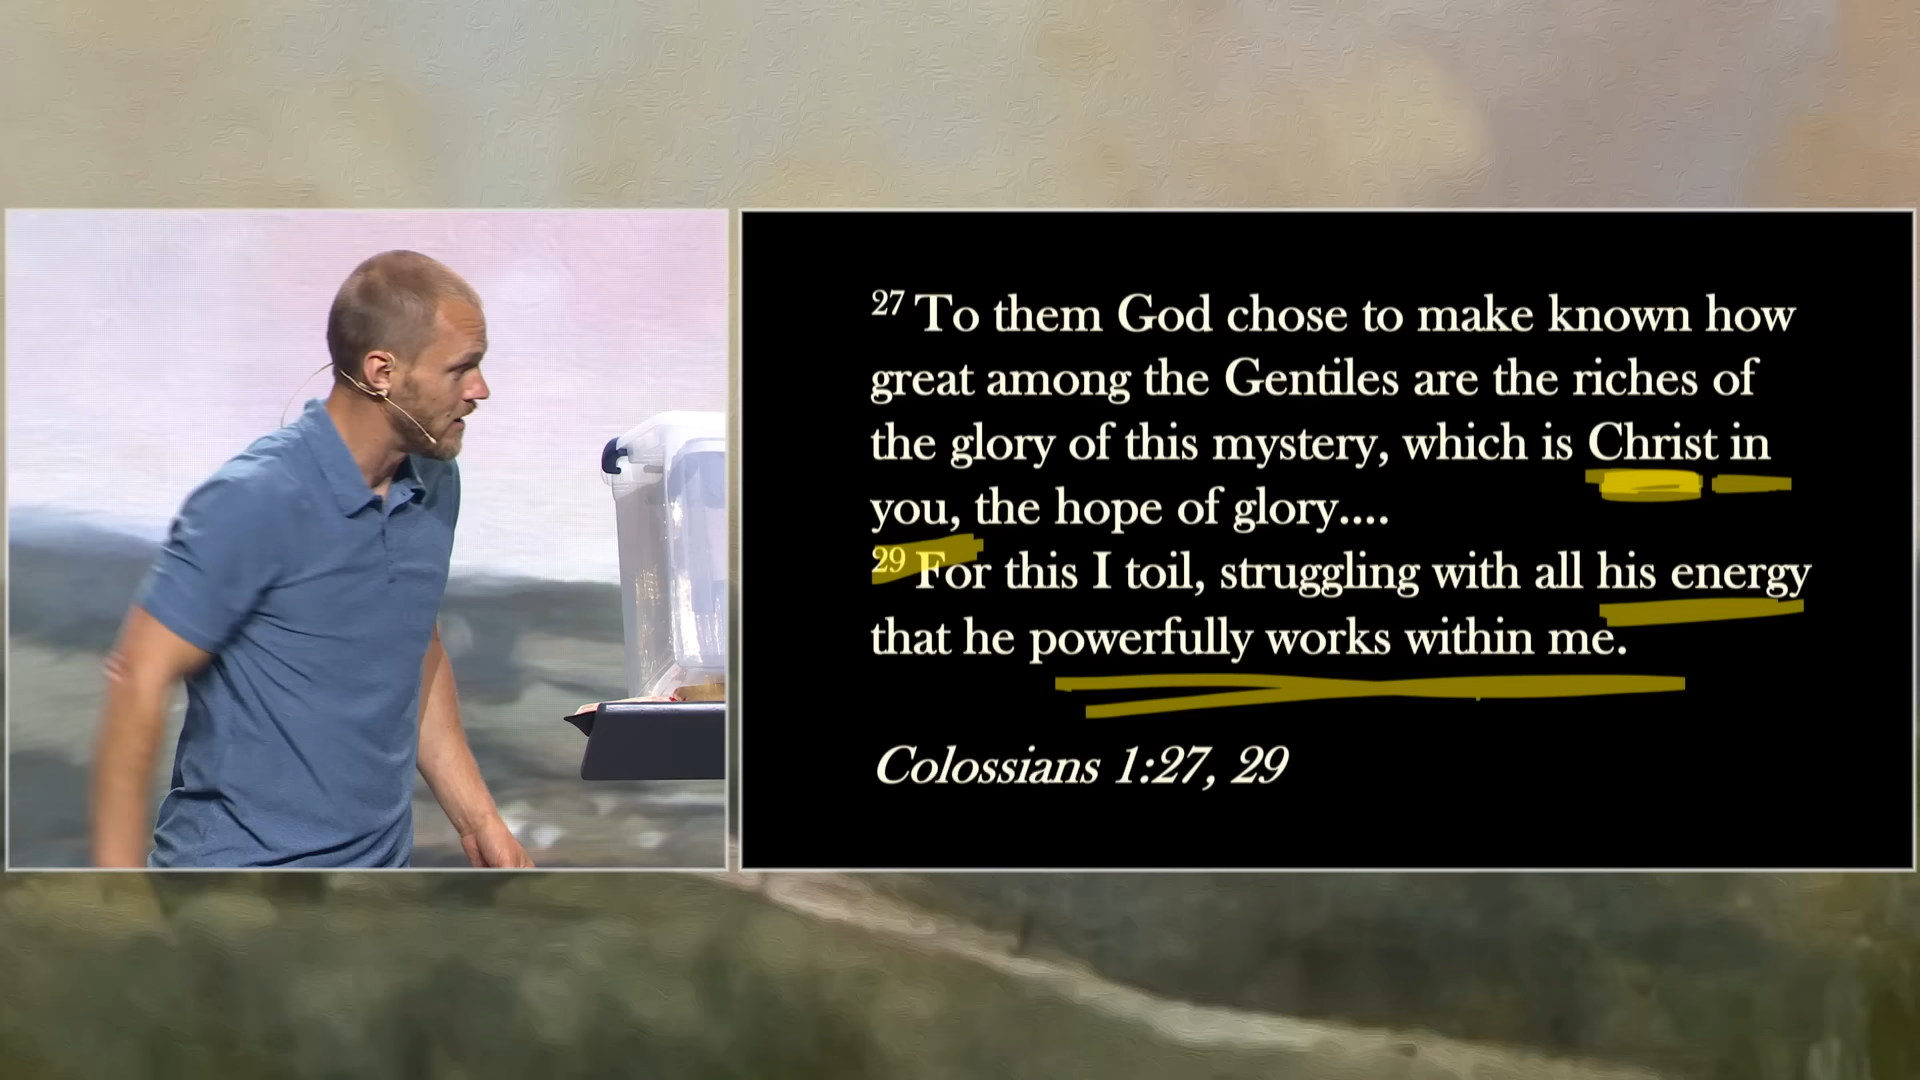 27 To them God chose to make known how
great among the Gentiles are the riches of
the glory of this mystery, which is Christ in
you, the hope of glory....
29 For this I toil, struggling with all his energy
that he powerfully works within me.
Colossians 1:27, 29